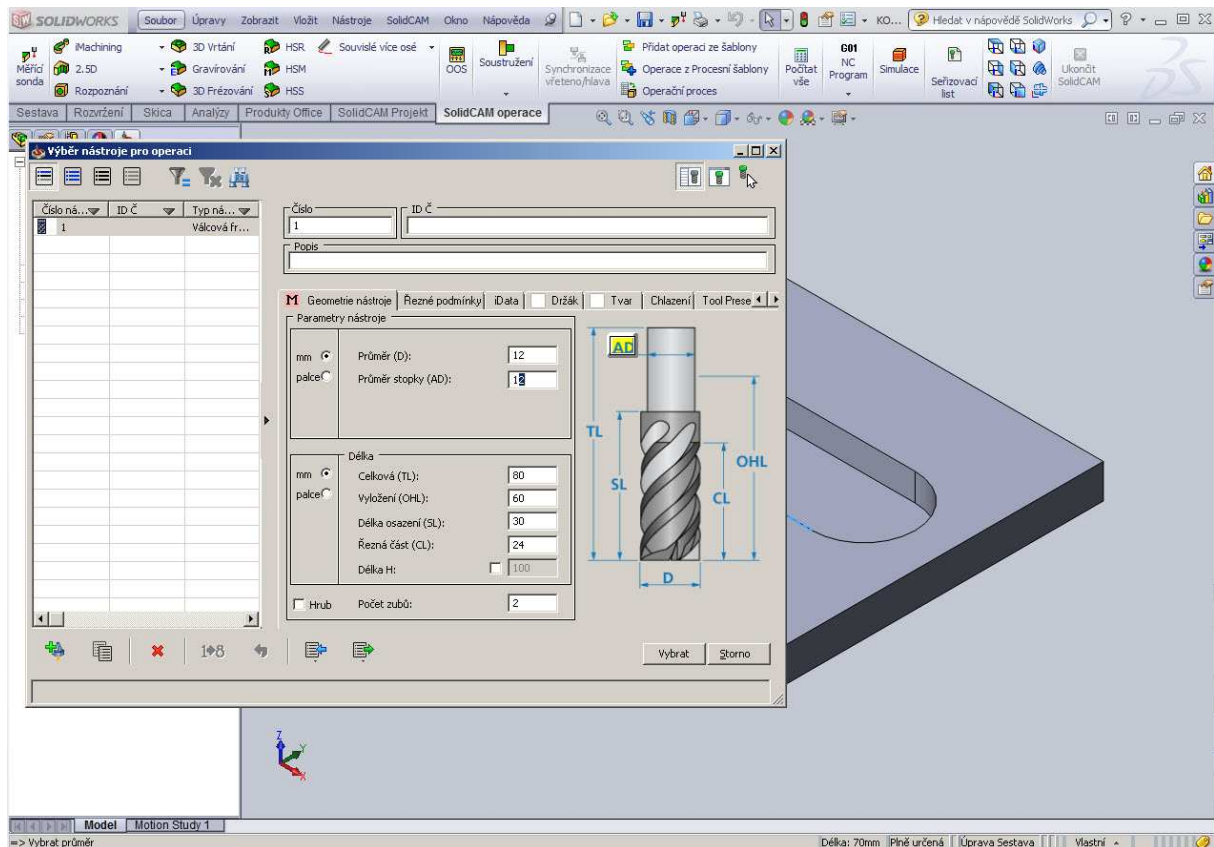 SOLIDWORKS Soubor Úpravy Zobrazit Vložit Nástroje SolidCAM Okno Nápověda KO... Hledat v nápovědě SolidWorks
iMachining 3D Vrtání HSR Souvislé více osé Přidat operaci ze šablony
Měřicí sonda 2.5D Gravírování HSM OOS Soustružení Synchronizace vřeteno/hlava Operace z Procesní šablony Počítat vše G01 NC Program Simulace Seřizovací list Ukončit SolidCAM
Rozpoznání 3D Frézování HSS Operační proces
Sestava Rozvržení Skica Analýzy Produkty Office SolidCAM Projekt SolidCAM operace
Výběr nástroje pro operaci
Číslo ná... ID Č Typ ná...
1 Válcová fr...
Číslo ID Č
1
Popis
M Geometrie nástroje Řezné podmínky iData Držák Tvar Chlazení Tool Prese
Parametry nástroje
mm Průměr (D): 12
palce Průměr stopky (AD): 12
AD
TL
OHL
SL
CL
D
Délka
mm Celková (TL): 80
palce Vyložení (OHL): 60
Délka osazení (SL): 30
Řezná část (CL): 24
Délka H: 100
Hrub Počet zubů: 2
1 8
Vybrat Storno
Z
Y
X
Model Motion Study 1
=> Vybrat průměr Délka: 70mm Plně určená Úprava Sestava Vlastní